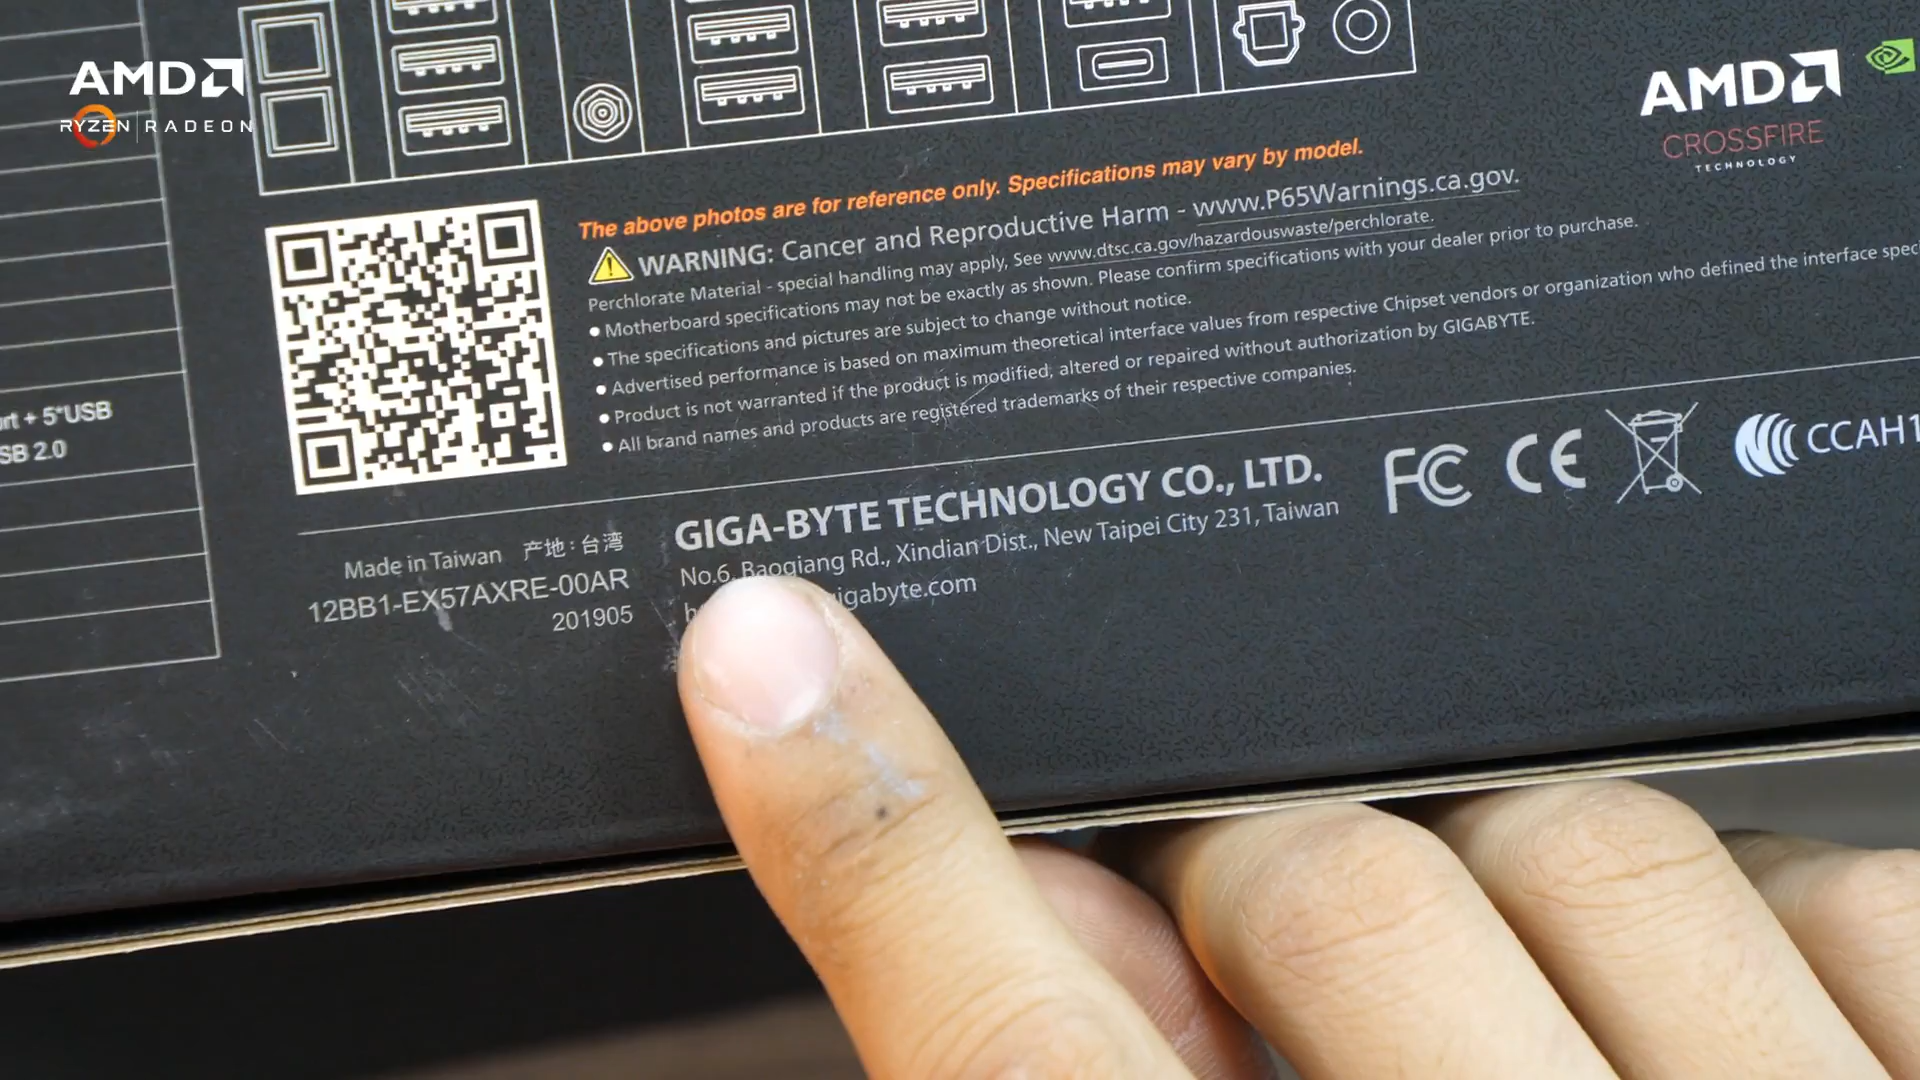 AMD
RYZEN | RADEON
AMD
CROSSFIRE
TECHNOLOGY
The above photos are for reference only. Specifications may vary by model.
WARNING: Cancer and Reproductive Harm - www.P65Warnings.ca.gov.
Perchlorate Material - special handling may apply, See www.dtsc.ca.gov/hazardouswaste/perchlorate.
• Motherboard specifications may not be exactly as shown. Please confirm specifications with your dealer prior to purchase.
• The specifications and pictures are subject to change without notice.
• Advertised performance is based on maximum theoretical interface values from respective Chipset vendors or organization who defined the interface
• Product is not warranted if the product is modified, altered or repaired without authorization by GIGABYTE.
• All brand names and products are registered trademarks of their respective companies.
+ 5*USB
2.0
Made in Taiwan 产地：台湾
12BB1-EX57AXRE-00AR
201905
GIGA-BYTE TECHNOLOGY CO., LTD.
No.6, Baoqiang Rd., Xindian Dist., New Taipei City 231, Taiwan
igabyte.com
FC CE
CCAH1